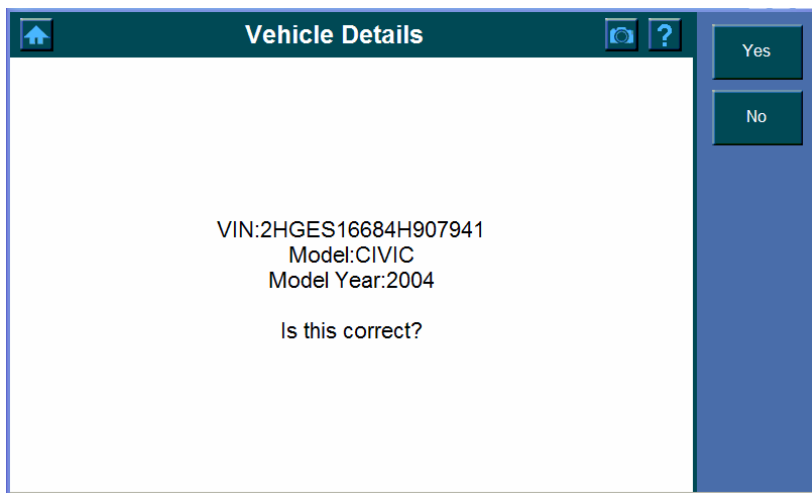 Vehicle Details
?
Yes
No
VIN:2HGES16684H907941
Model:CIVIC
Model Year:2004
Is this correct?